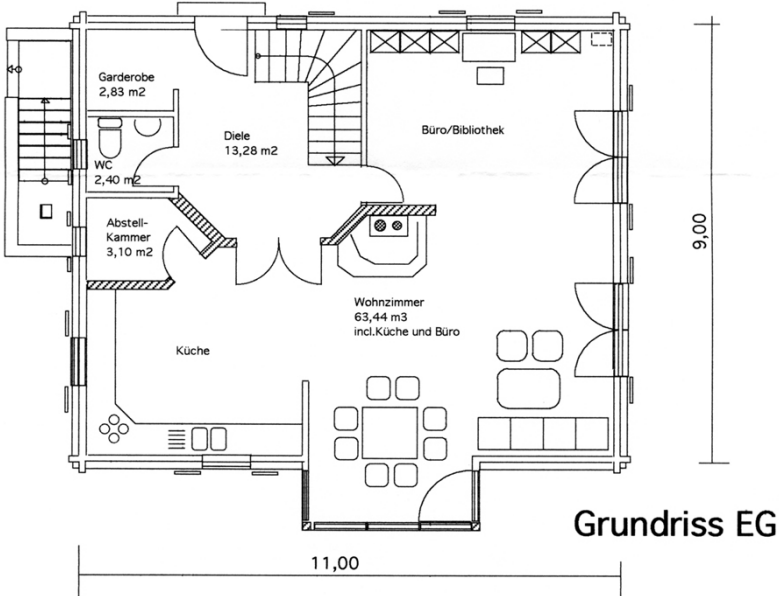 Garderobe
2,83 m2
Diele
13,28 m2
Büro/Bibliothek
WC
2,40 m2
Abstell-
Kammer
3,10 m2
9,00
Wohnzimmer
63,44 m3
incl.Küche und Büro
Küche
Grundriss EG
11,00